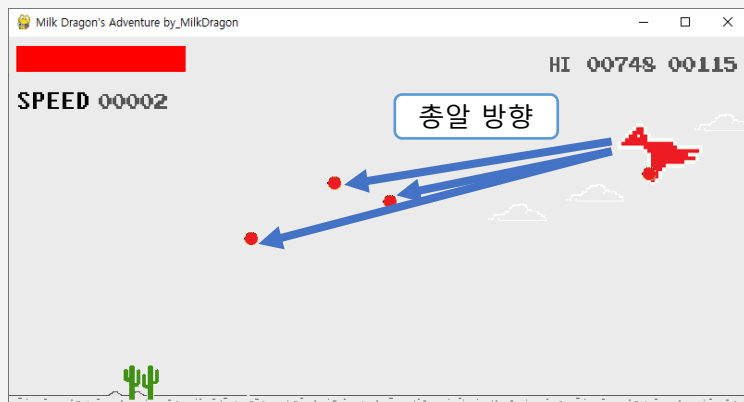 Milk Dragon's Adventure by_MilkDragon
HI 00748 00115
SPEED 00002
총알 방향